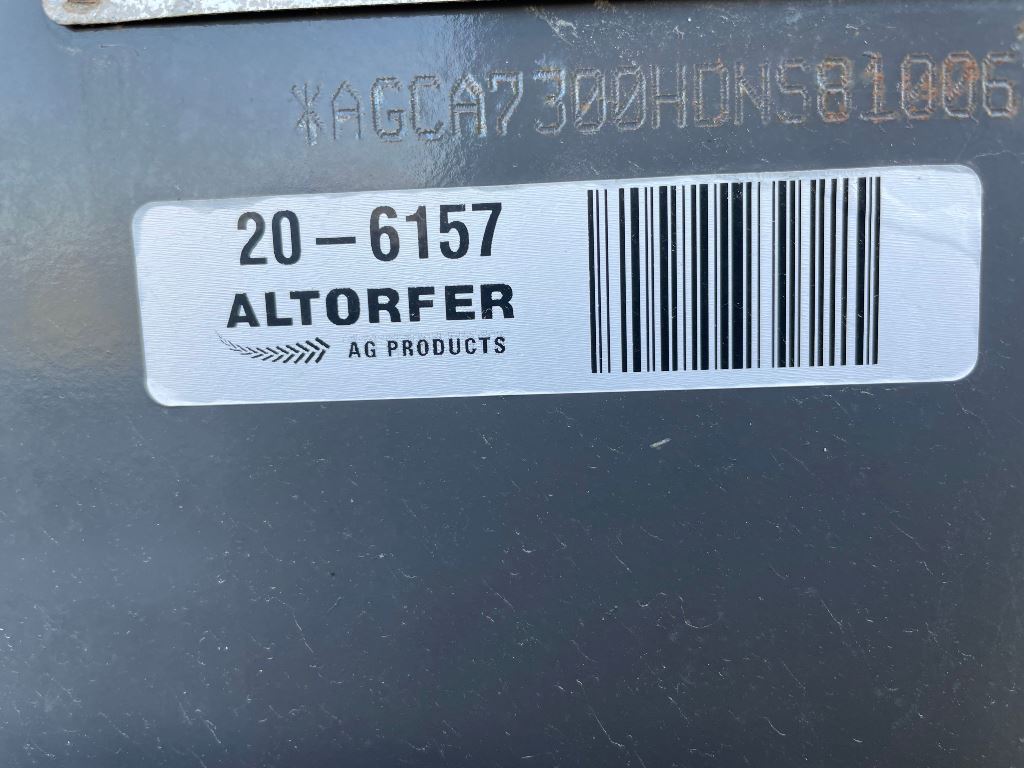 *AGCA7300HDNS81006
20-6157
ALTORFER
AG PRODUCTS